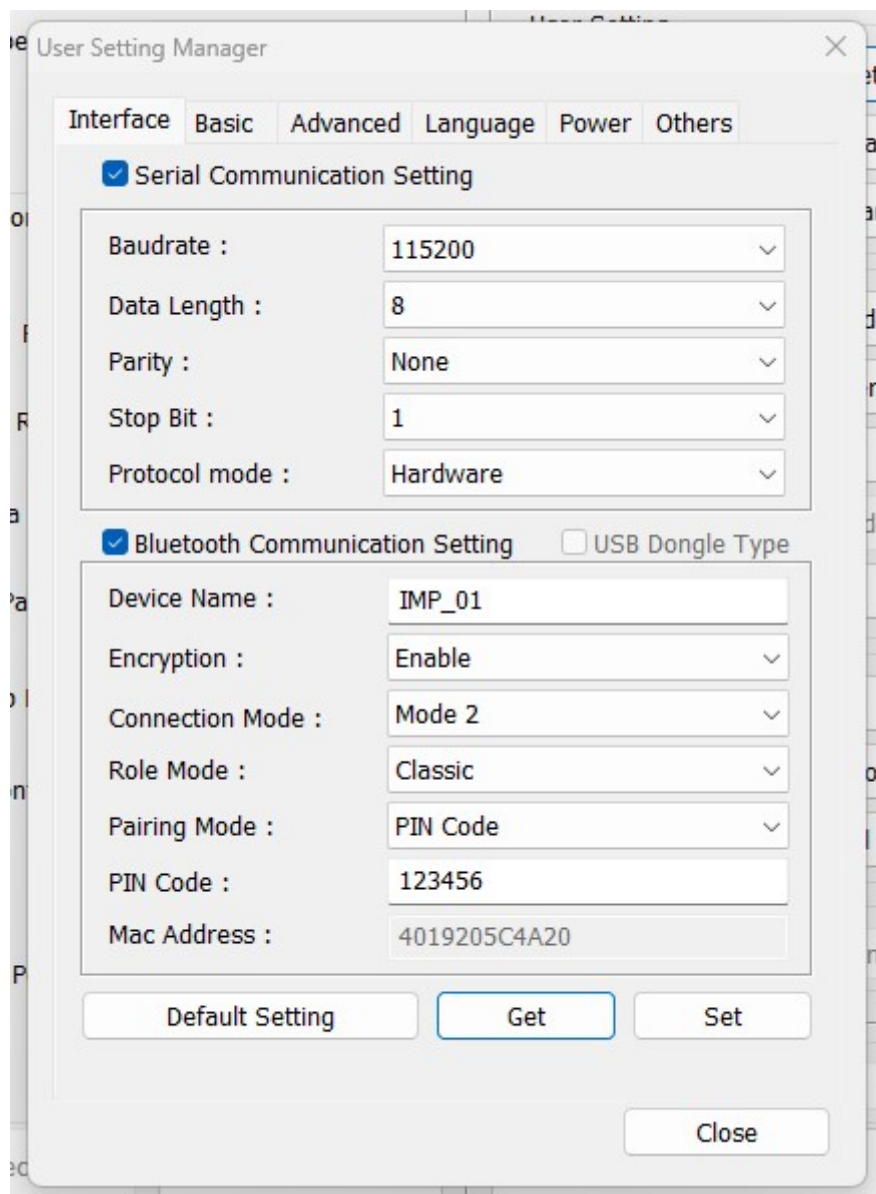 User Setting
User Setting Manager
Interface Basic Advanced Language Power Others
Serial Communication Setting
Baudrate : 115200
Data Length : 8
Parity : None
Stop Bit : 1
Protocol mode : Hardware
Bluetooth Communication Setting USB Dongle Type
Device Name : IMP_01
Encryption : Enable
Connection Mode : Mode 2
Role Mode : Classic
Pairing Mode : PIN Code
PIN Code : 123456
Mac Address : 4019205C4A20
Default Setting Get Set
Close